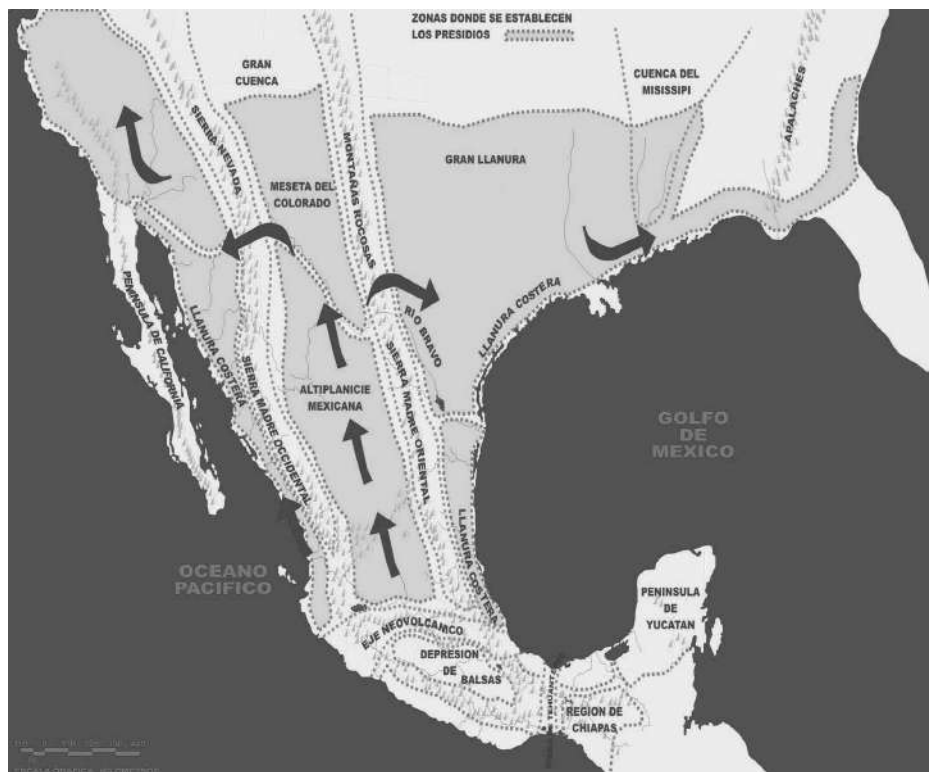 ZONAS DONDE SE ESTABLECEN
LOS PRESIDIOS
GRAN
CUENCA
CUENCA DEL
MISISSIPI
APALACHES
SIERRA NEVADA
MONTAÑAS ROCOSAS
GRAN LLANURA
MESETA DEL
COLORADO
PENINSULA DE CALIFORNIA
LLANURA COSTERA
SIERRA MADRE OCCIDENTAL
ALTIPLANICIE
MEXICANA
RIO BRAVO
SIERRA MADRE ORIENTAL
LLANURA COSTERA
LLANURA COSTERA
GOLFO
DE
MEXICO
OCEANO
PACIFICO
PENINSULA
DE
YUCATAN
EJE NEOVOLCANICO
DEPRESION
DE
BALSAS
REGION DE
CHIAPAS